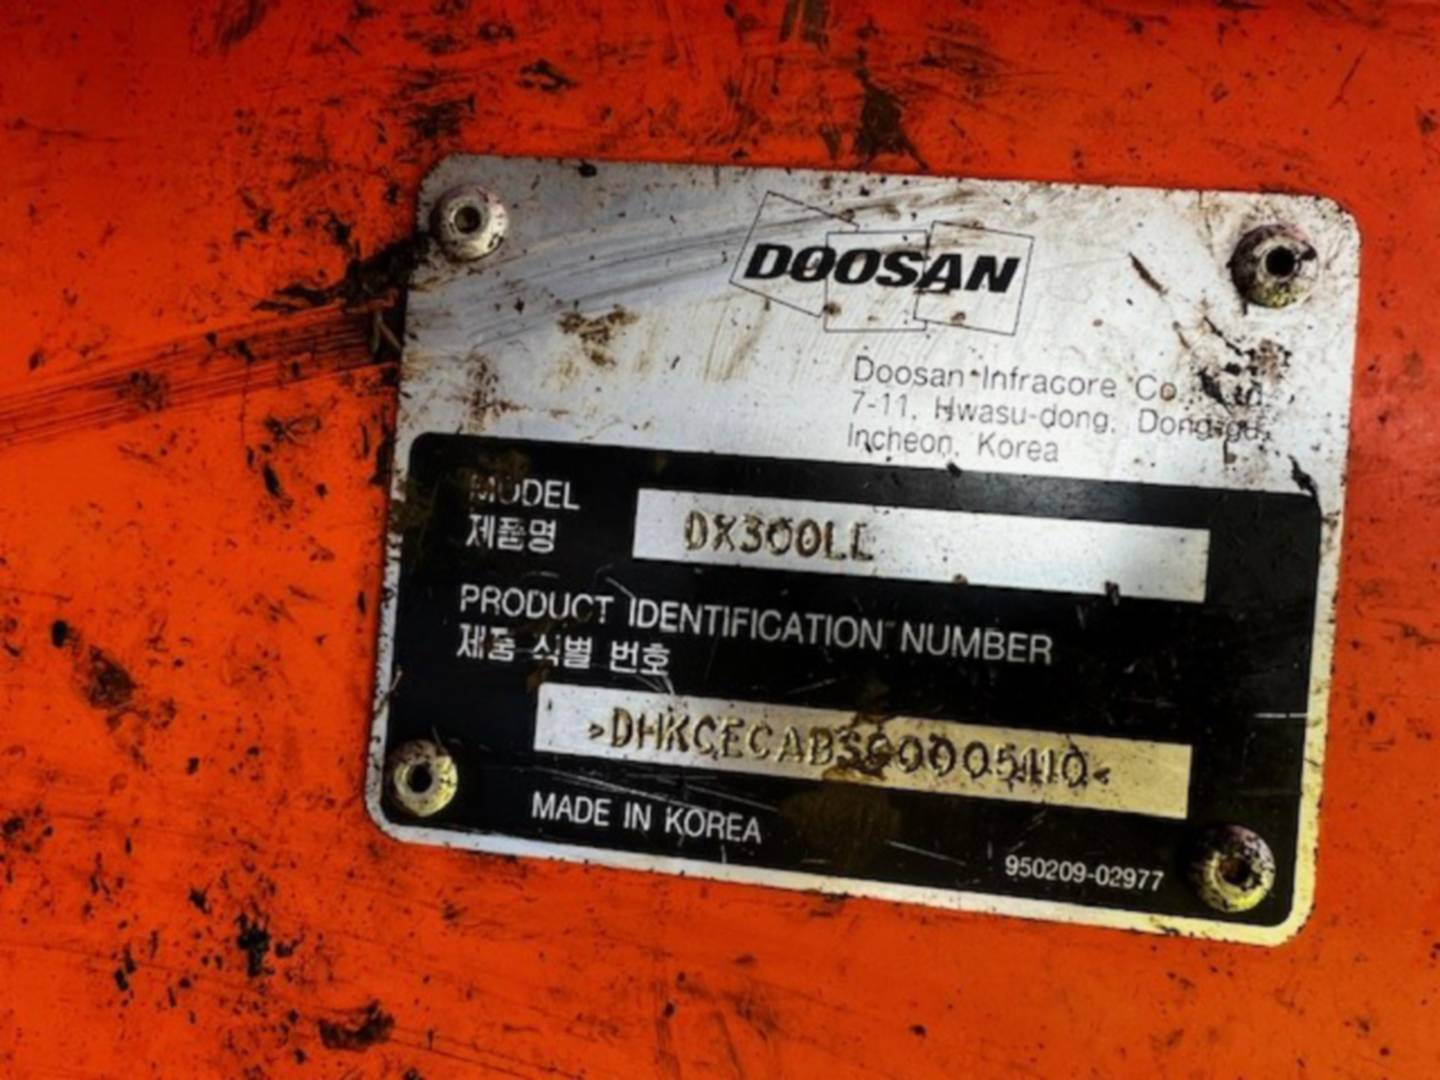 DOOSAN
Doosan Infracore Co., Ltd.
7-11, Hwasu-dong, Dong-gu,
Incheon, Korea
MODEL
제품명
DX300LL
PRODUCT IDENTIFICATION NUMBER
제품 식별 번호
MADE IN KOREA
950209-02977